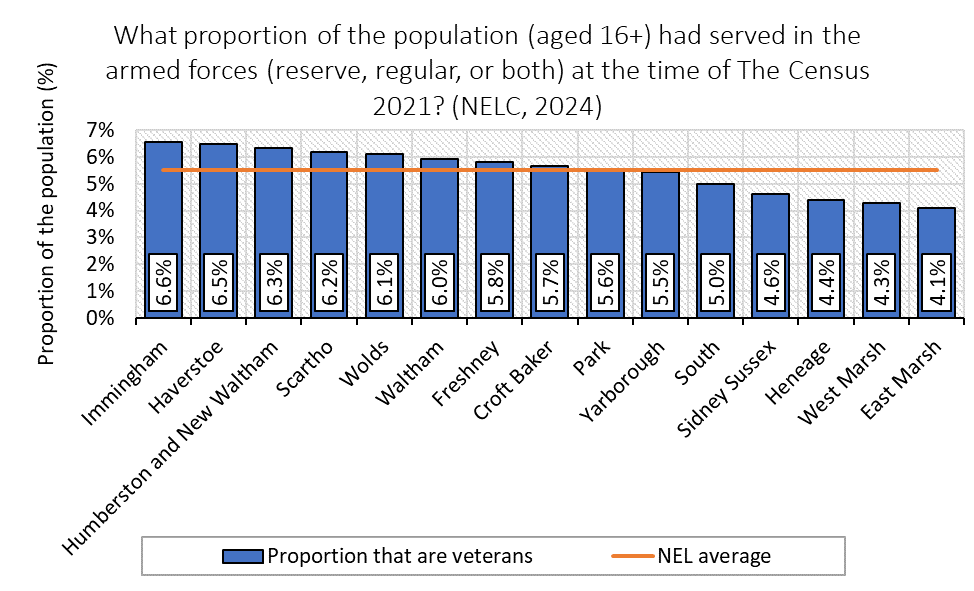 What proportion of the population (aged 16+) had served in the
armed forces (reserve, regular, or both) at the time of The Census
2021? (NELC, 2024)
Proportion of the population (%)
7%
6%
5%
4%
3%
2%
1%
0%
6.6%
6.5%
6.3%
6.2%
6.1%
6.0%
5.8%
5.7%
5.6%
5.5%
5.0%
4.6%
4.4%
4.3%
4.1%
Immingham
Haverstoe
Humberston and New Waltham
Scartho
Wolds
Waltham
Freshney
Croft Baker
Park
Yarborough
South
Sidney Sussex
Heneage
West Marsh
East Marsh
Proportion that are veterans
NEL average